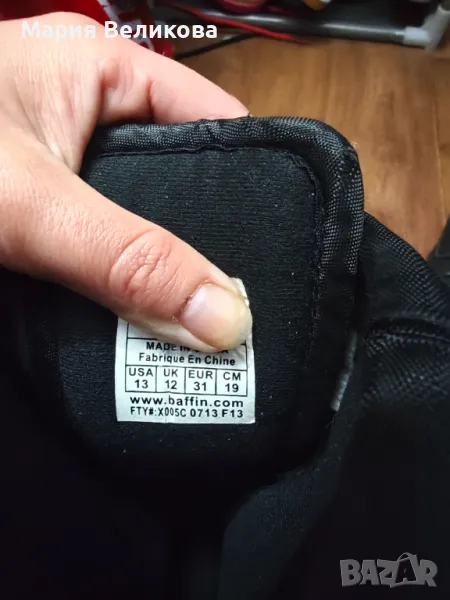 Мария Великова
MADE IN
Fabrique En Chine
USA UK EUR CM
13 12 31 19
www.baffin.com
FTY#:X005C 0713 F13
BAZAR